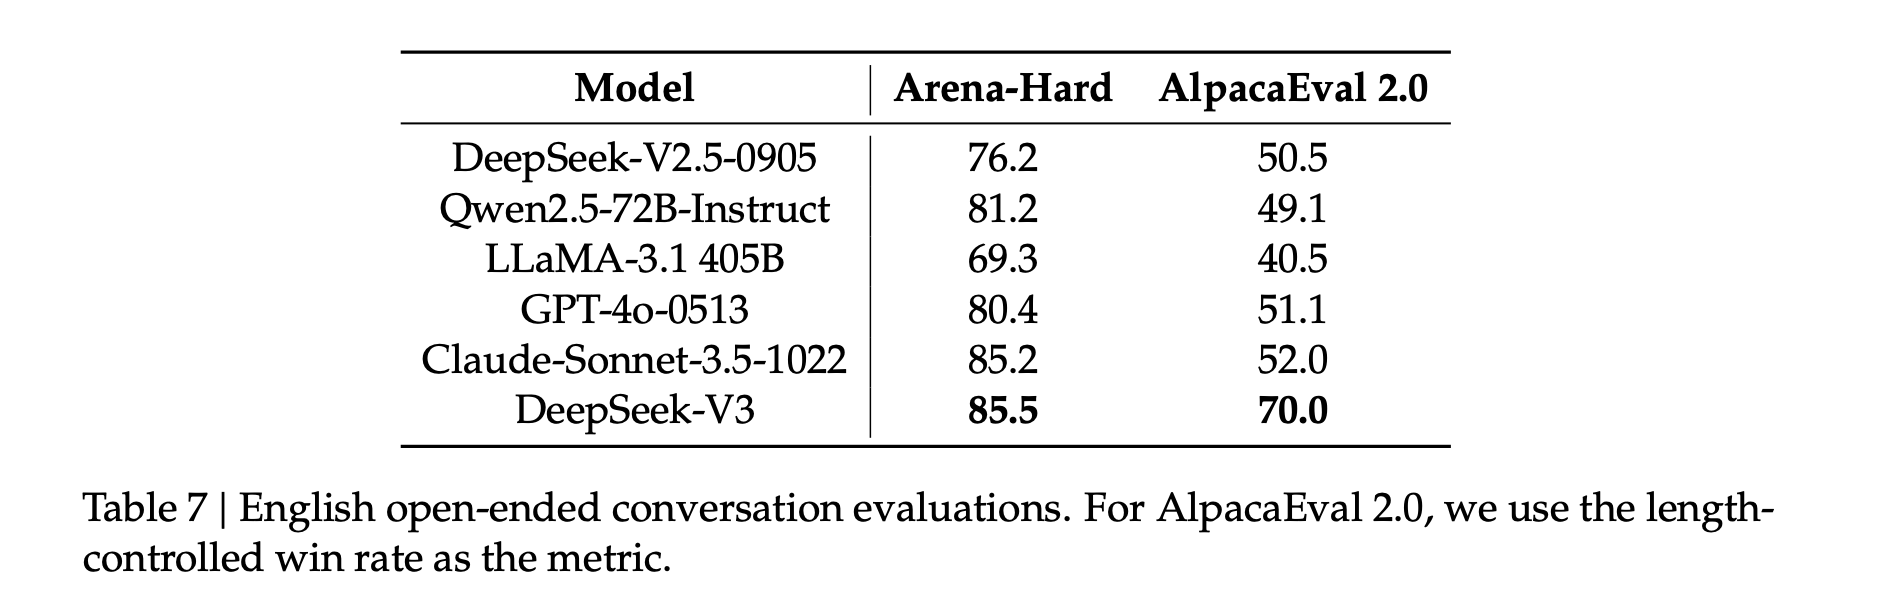 Model Arena-Hard AlpacaEval 2.0
DeepSeek-V2.5-0905 76.2 50.5
Qwen2.5-72B-Instruct 81.2 49.1
LLaMA-3.1 405B 69.3 40.5
GPT-4o-0513 80.4 51.1
Claude-Sonnet-3.5-1022 85.2 52.0
DeepSeek-V3 85.5 70.0
Table 7 | English open-ended conversation evaluations. For AlpacaEval 2.0, we use the length-
controlled win rate as the metric.